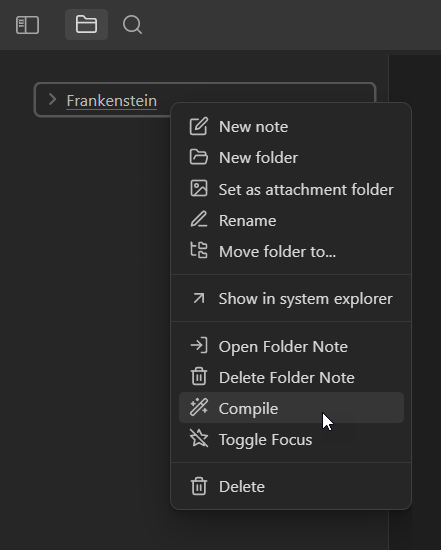 Frankenstein
New note
New folder
Set as attachment folder
Rename
Move folder to...
Show in system explorer
Open Folder Note
Delete Folder Note
Compile
Toggle Focus
Delete